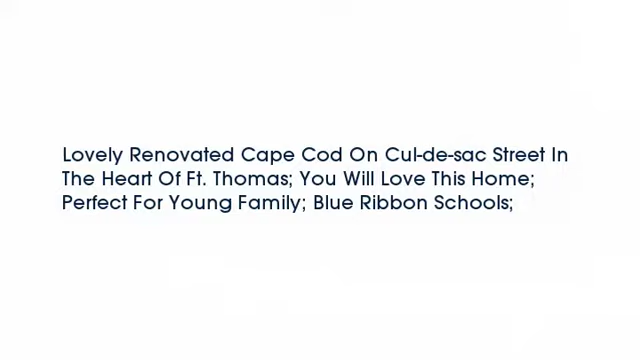 Lovely Renovated Cape Cod On Cul-de-sac Street In
The Heart Of Ft. Thomas; You Will Love This Home;
Perfect For Young Family; Blue Ribbon Schools;